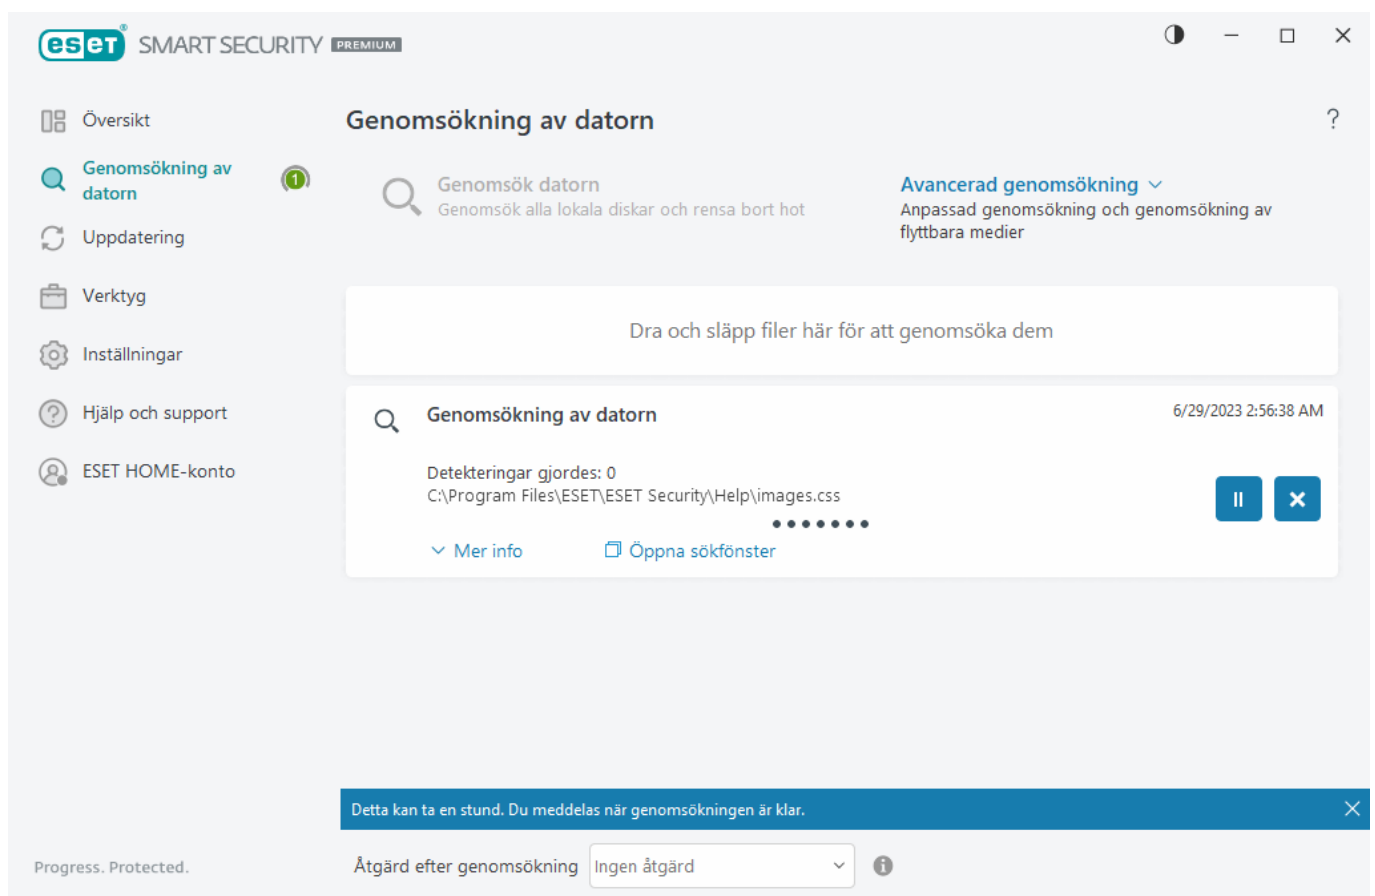 eset® SMART SECURITY PREMIUM
Översikt
Genomsökning av
datorn
1
Uppdatering
Verktyg
Inställningar
Hjälp och support
ESET HOME-konto
Progress. Protected.
Genomsökning av datorn
?
Genomsök datorn
Genomsök alla lokala diskar och rensa bort hot
Avancerad genomsökning
Anpassad genomsökning och genomsökning av
flyttbara medier
Dra och släpp filer här för att genomsöka dem
Genomsökning av datorn
6/29/2023 2:56:38 AM
Detekteringar gjordes: 0
C:\Program Files\ESET\ESET Security\Help\images.css
Mer info
Öppna sökfönster
Detta kan ta en stund. Du meddelas när genomsökningen är klar.
Åtgärd efter genomsökning
Ingen åtgärd